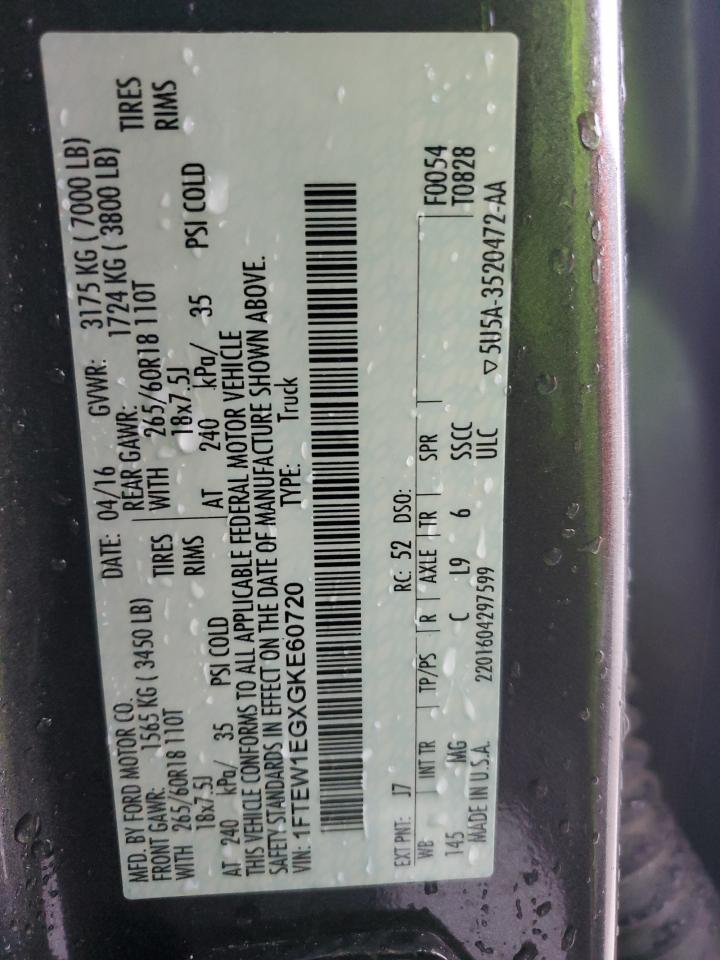 MFD. BY FORD MOTOR CO. DATE: 04/16 GVWR: 3175 KG ( 7000 LB)
FRONT GAWR: 1565 KG ( 3450 LB) REAR GAWR: 1724 KG ( 3800 LB)
WITH 265/60R18 110T TIRES WITH 265/60R18 110T TIRES
18x7.5J RIMS 18x7.5J RIMS
AT 240 kPa/ 35 PSI COLD AT 240 kPa/ 35 PSI COLD
THIS VEHICLE CONFORMS TO ALL APPLICABLE FEDERAL MOTOR VEHICLE
SAFETY STANDARDS IN EFFECT ON THE DATE OF MANUFACTURE SHOWN ABOVE.
VIN: 1FTEW1EGXGKE60720 TYPE: Truck
EXT PNT: J7 RC: 52 DSO: F0054
WB INT TR TP/PS R AXLE TR SPR T0828
145 MG C L9 6 SSCC
MADE IN U.S.A. 2201604297599 ULC ▽5U5A-3520472-AA